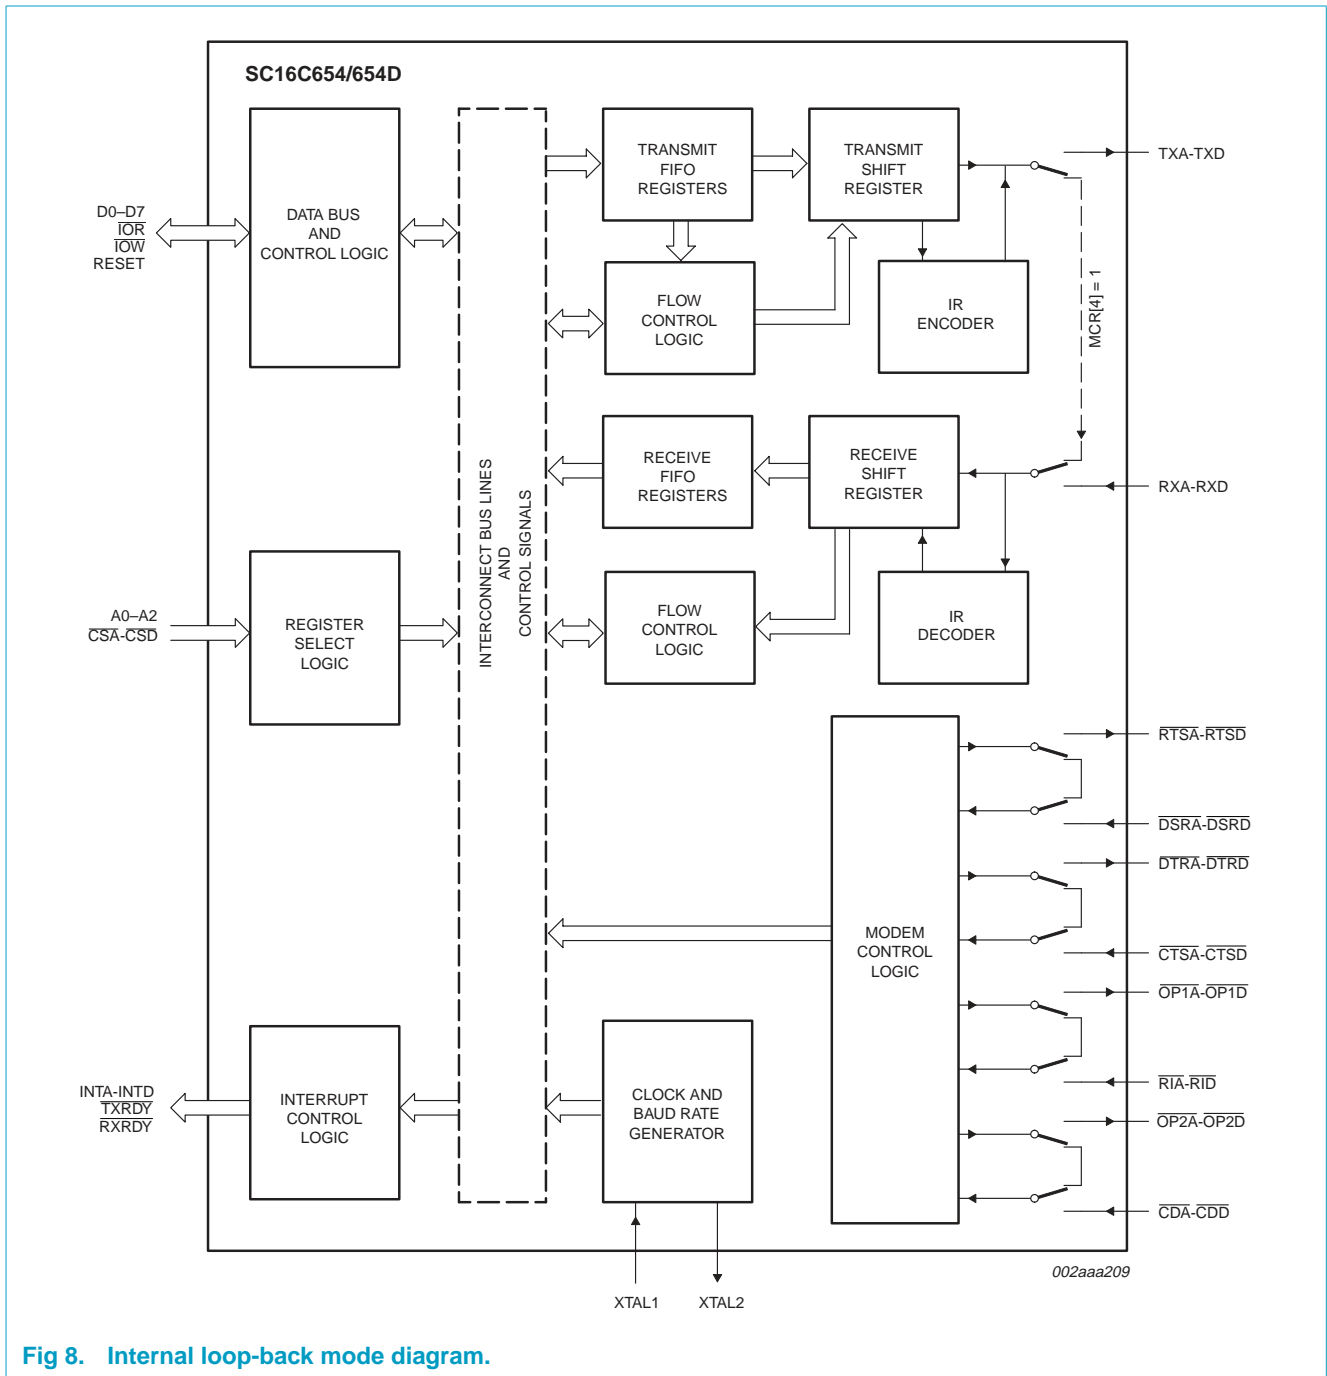 SC16C654/654D
D0–D7
IOR
IOW
RESET
DATA BUS
AND
CONTROL LOGIC
TRANSMIT
FIFO
REGISTERS
TRANSMIT
SHIFT
REGISTER
TXA-TXD
FLOW
CONTROL
LOGIC
IR
ENCODER
MCR[4] = 1
INTERCONNECT BUS LINES
AND
CONTROL SIGNALS
RECEIVE
FIFO
REGISTERS
RECEIVE
SHIFT
REGISTER
RXA-RXD
A0–A2
CSA-CSD
REGISTER
SELECT
LOGIC
FLOW
CONTROL
LOGIC
IR
DECODER
MODEM
CONTROL
LOGIC
RTSA-RTSD
DSRA-DSRD
DTRA-DTRD
CTSA-CTSD
OP1A-OP1D
RIA-RID
OP2A-OP2D
CDA-CDD
INTA-INTD
TXRDY
RXRDY
INTERRUPT
CONTROL
LOGIC
CLOCK AND
BAUD RATE
GENERATOR
XTAL1
XTAL2
002aaa209
Fig 8. Internal loop-back mode diagram.